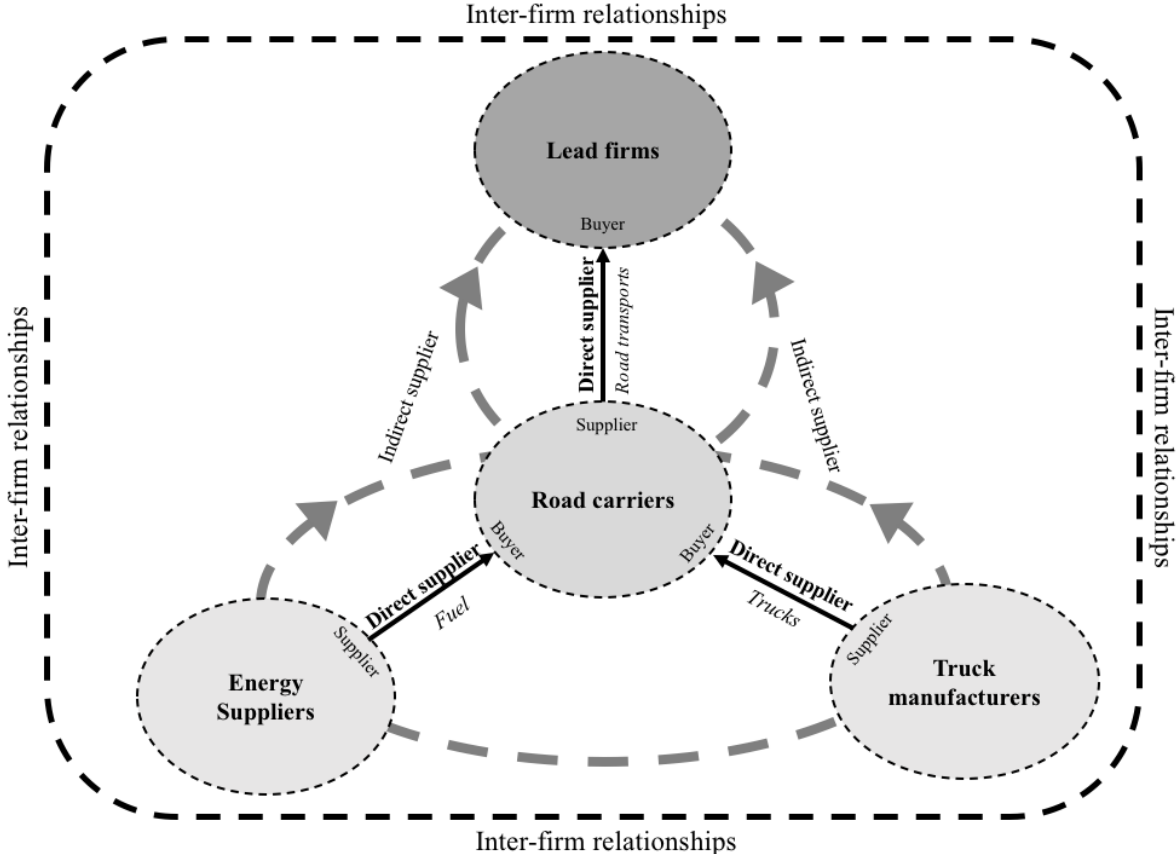 Inter-firm relationships
Lead firms
Buyer
Direct supplier
Road transports
Inter-firm relationships
Indirect supplier
Indirect supplier
Inter-firm relationships
Supplier
Road carriers
Buyer
Buyer
Direct supplier
Fuel
Direct supplier
Trucks
Supplier
Energy
Suppliers
Supplier
Truck
manufacturers
Inter-firm relationships